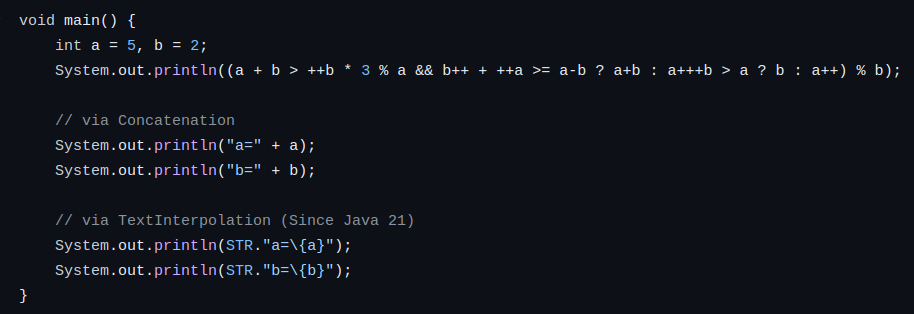 void main() {
    int a = 5, b = 2;
    System.out.println((a + b > ++b * 3 % a && b++ + ++a >= a-b ? a+b : a+++b > a ? b : a++) % b);

    // via Concatenation
    System.out.println("a=" + a);
    System.out.println("b=" + b);

    // via TextInterpolation (Since Java 21)
    System.out.println(STR."a=\{a}");
    System.out.println(STR."b=\{b}");
}